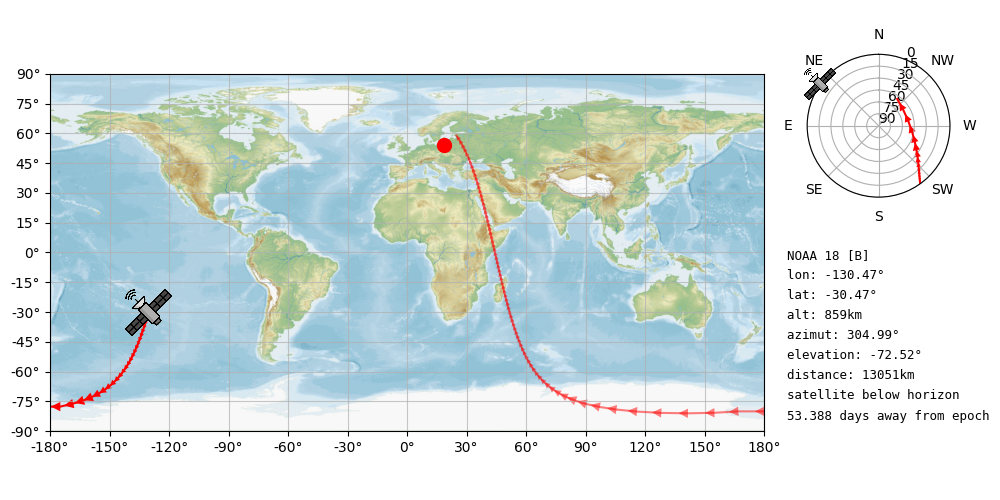 N
NE
NW
0
15
30
45
60
75
90
E
W
SE
SW
S
90°
75°
60°
45°
30°
15°
0°
-15°
-30°
-45°
-60°
-75°
-90°
-180° -150° -120° -90° -60° -30° 0° 30° 60° 90° 120° 150° 180°
NOAA 18 [B]
lon: -130.47°
lat: -30.47°
alt: 859km
azimut: 304.99°
elevation: -72.52°
distance: 13051km
satellite below horizon
53.388 days away from epoch